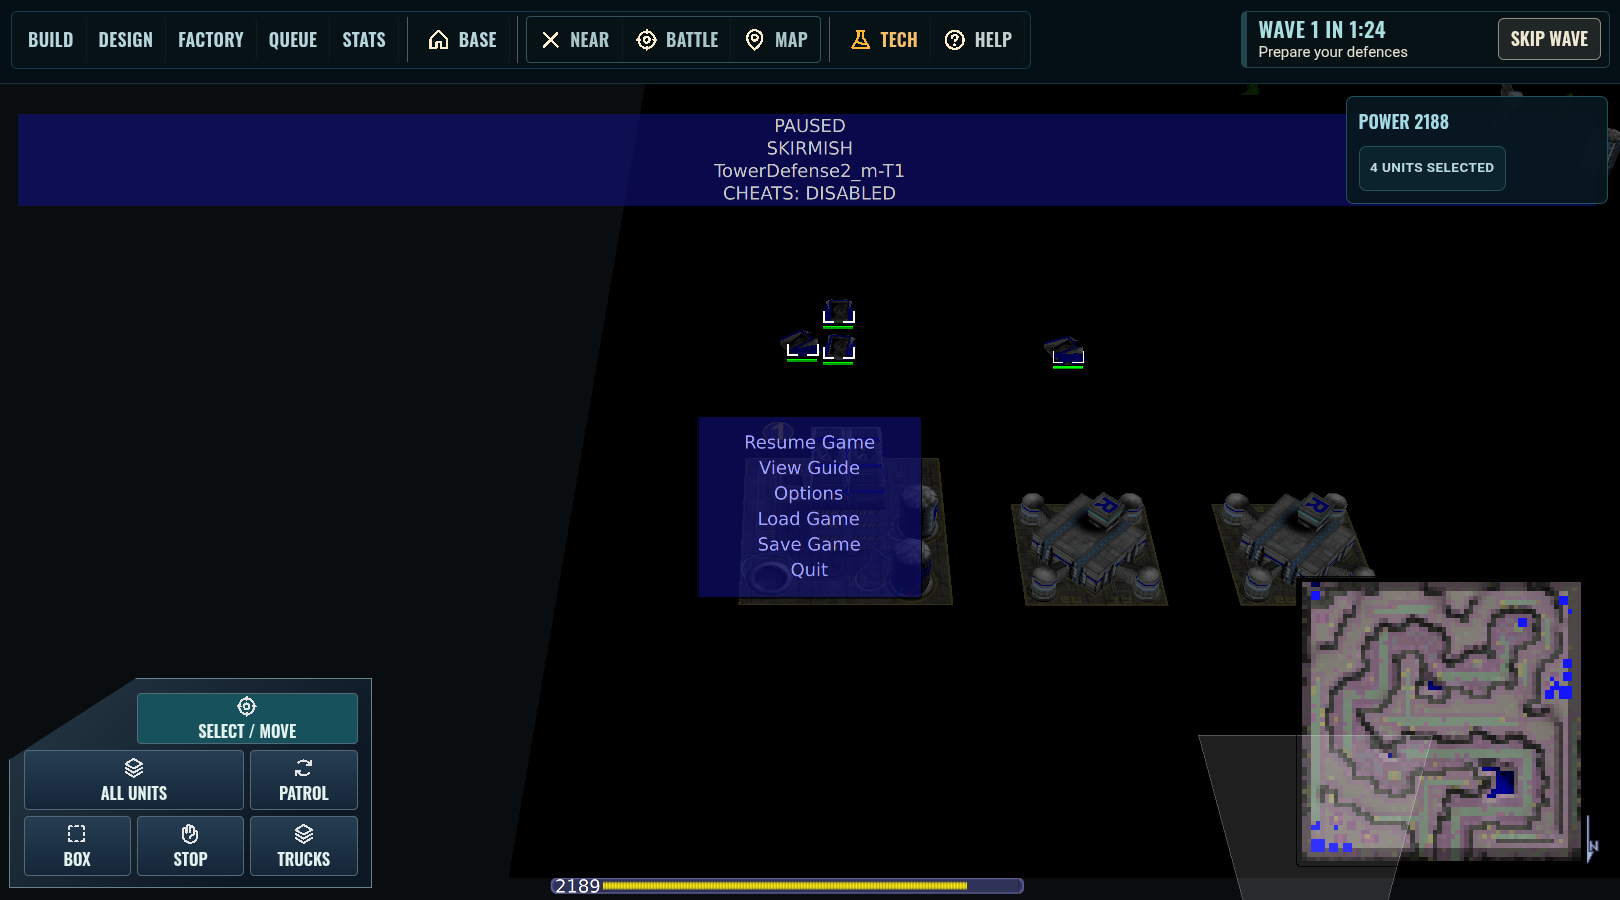 BUILD
DESIGN
FACTORY
QUEUE
STATS
BASE
NEAR
BATTLE
MAP
TECH
HELP
WAVE 1 IN 1:24
Prepare your defences
SKIP WAVE
PAUSED
SKIRMISH
TowerDefense2_m-T1
CHEATS: DISABLED
POWER 2188
4 UNITS SELECTED
Resume Game
View Guide
Options
Load Game
Save Game
Quit
SELECT / MOVE
ALL UNITS
PATROL
BOX
STOP
TRUCKS
2189
N